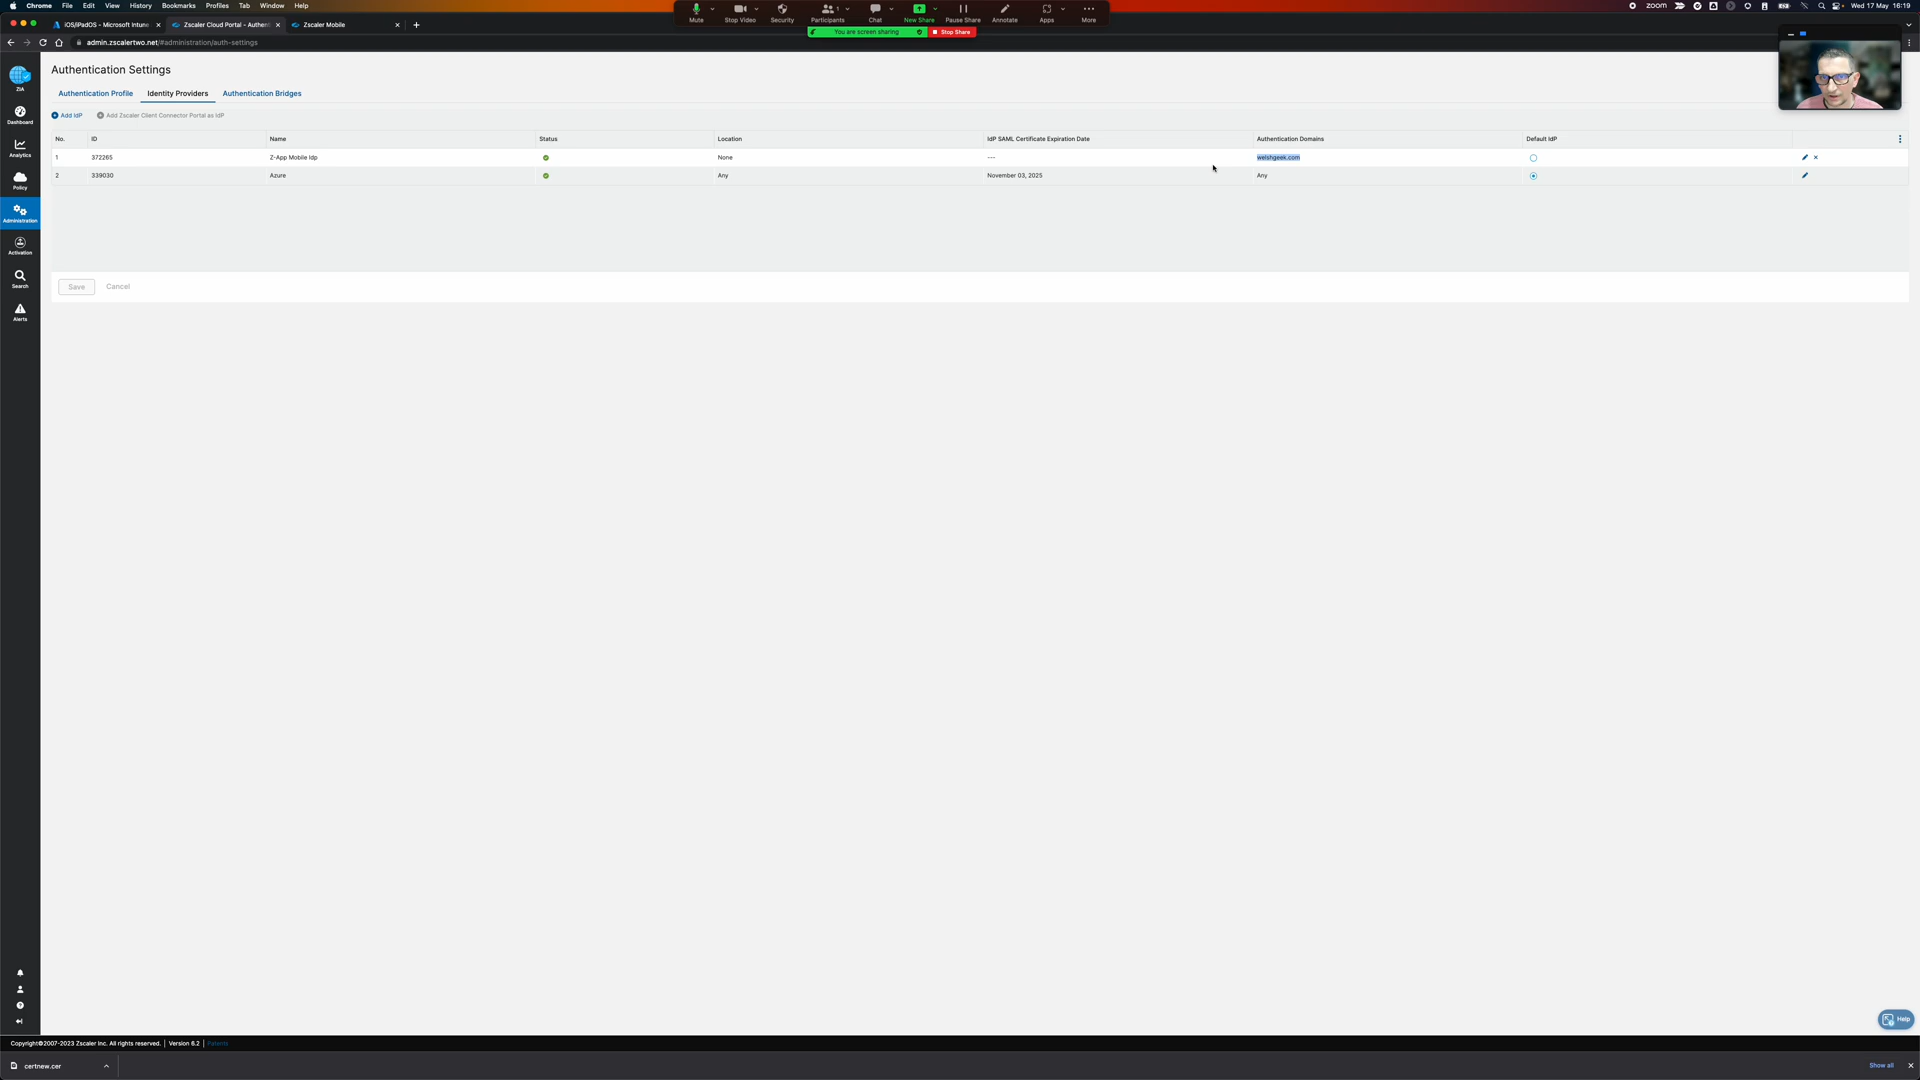 Chrome File Edit View History Bookmarks Profiles Tab Window Help
zoom
Wed 17 May 16:19
Mute Stop Video Security Participants 1 Chat New Share Pause Share Annotate Apps More
You are screen sharing Stop Share
iOS/iPadOS - Microsoft Intune
Zscaler Cloud Portal - Authent
Zscaler Mobile
admin.zscalertwo.net/#administration/auth-settings
ZIA
Dashboard
Analytics
Policy
Administration
Activation
Search
Alerts
Authentication Settings
Authentication Profile Identity Providers Authentication Bridges
Add IdP Add Zscaler Client Connector Portal as IdP
No. ID Name Status Location IdP SAML Certificate Expiration Date Authentication Domains Default IdP
1 372265 Z-App Mobile Idp None --- welshgeek.com
2 339030 Azure Any November 03, 2025 Any
Save Cancel
Help
Copyright©2007-2023 Zscaler Inc. All rights reserved. | Version 6.2 | Patents
certnew.cer
Show all